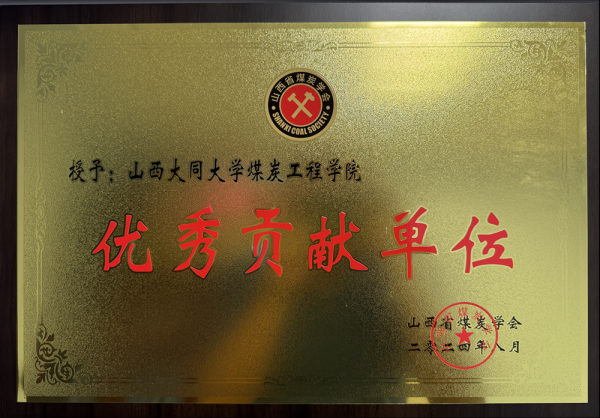 山西省煤炭学会
SHANXI COAL SOCIETY
授予：山西大同大学煤炭工程学院
优秀贡献单位
山西省煤炭学会
二〇二四年八月